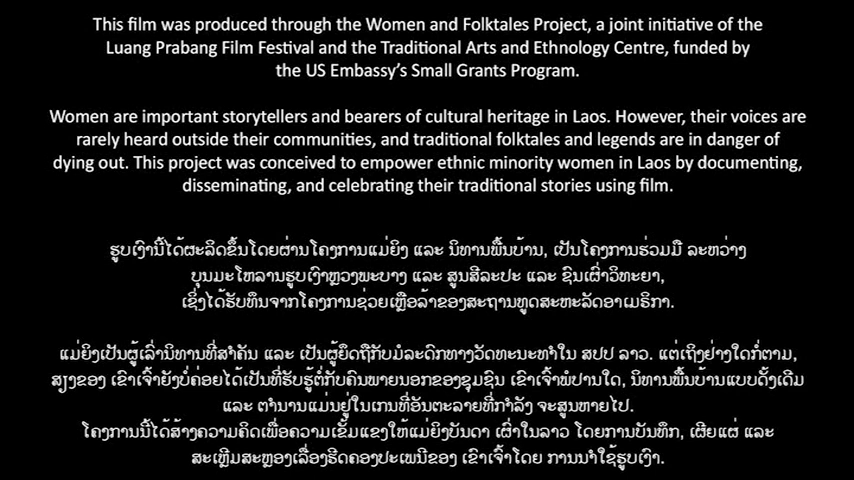 This film was produced through the Women and Folktales Project, a joint initiative of the
Luang Prabang Film Festival and the Traditional Arts and Ethnology Centre, funded by
the US Embassy's Small Grants Program.
Women are important storytellers and bearers of cultural heritage in Laos. However, their voices are
rarely heard outside their communities, and traditional folktales and legends are in danger of
dying out. This project was conceived to empower ethnic minority women in Laos by documenting,
disseminating, and celebrating their traditional stories using film.
ຮູບເງົານີ້ໄດ້ຜະລິດຂຶ້ນໂດຍຜ່ານໂຄງການແມ່ຍິງ ແລະ ນິທານພື້ນບ້ານ, ເປັນໂຄງການຮ່ວມມື ລະຫວ່າງ
ບຸນມະໂຫລານຮູບເງົາຫຼວງພະບາງ ແລະ ສູນສີລະປະ ແລະ ຊົນເຜົ່າວິທະຍາ,
ເຊິ່ງໄດ້ຮັບທຶນຈາກໂຄງການຊ່ວຍເຫຼືອລ້າຂອງສະຖານທູດສະຫະລັດອາເມຣິກາ.
ແມ່ຍິງເປັນຜູ້ເລົ່ານິທານທີ່ສຳຄັນ ແລະ ເປັນຜູ້ຍຶດຖືກັບມໍລະດົກທາງວັດທະນະທຳໃນ ສປປ ລາວ. ແຕ່ເຖິງຢ່າງໃດກໍ່ຕາມ,
ສຽງຂອງ ເຂົາເຈົ້າຍັງບໍ່ຄ່ອຍໄດ້ເປັນທີ່ຮັບຮູ້ຕໍ່ກັບຄົນພາຍນອກຂອງຊຸມຊົນ ເຂົາເຈົ້າພໍປານໃດ, ນິທານພື້ນບ້ານແບບດັ້ງເດີມ
ແລະ ຕຳນານແມ່ນຢູ່ໃນເກນທີ່ອັນຕະລາຍທີ່ກຳລັງ ຈະສູນຫາຍໄປ.
ໂຄງການນີ້ໄດ້ສ້າງຄວາມຄິດເພື່ອຄວາມເຂັ້ມແຂງໃຫ້ແມ່ຍິງບັນດາ ເຜົ່າໃນລາວ ໂດຍການບັນທຶກ, ເຜີຍແຜ່ ແລະ
ສະເຫຼີມສະຫຼອງເລື່ອງຮີດຄອງປະເພນີຂອງ ເຂົາເຈົ້າໂດຍ ການນຳໃຊ້ຮູບເງົາ.